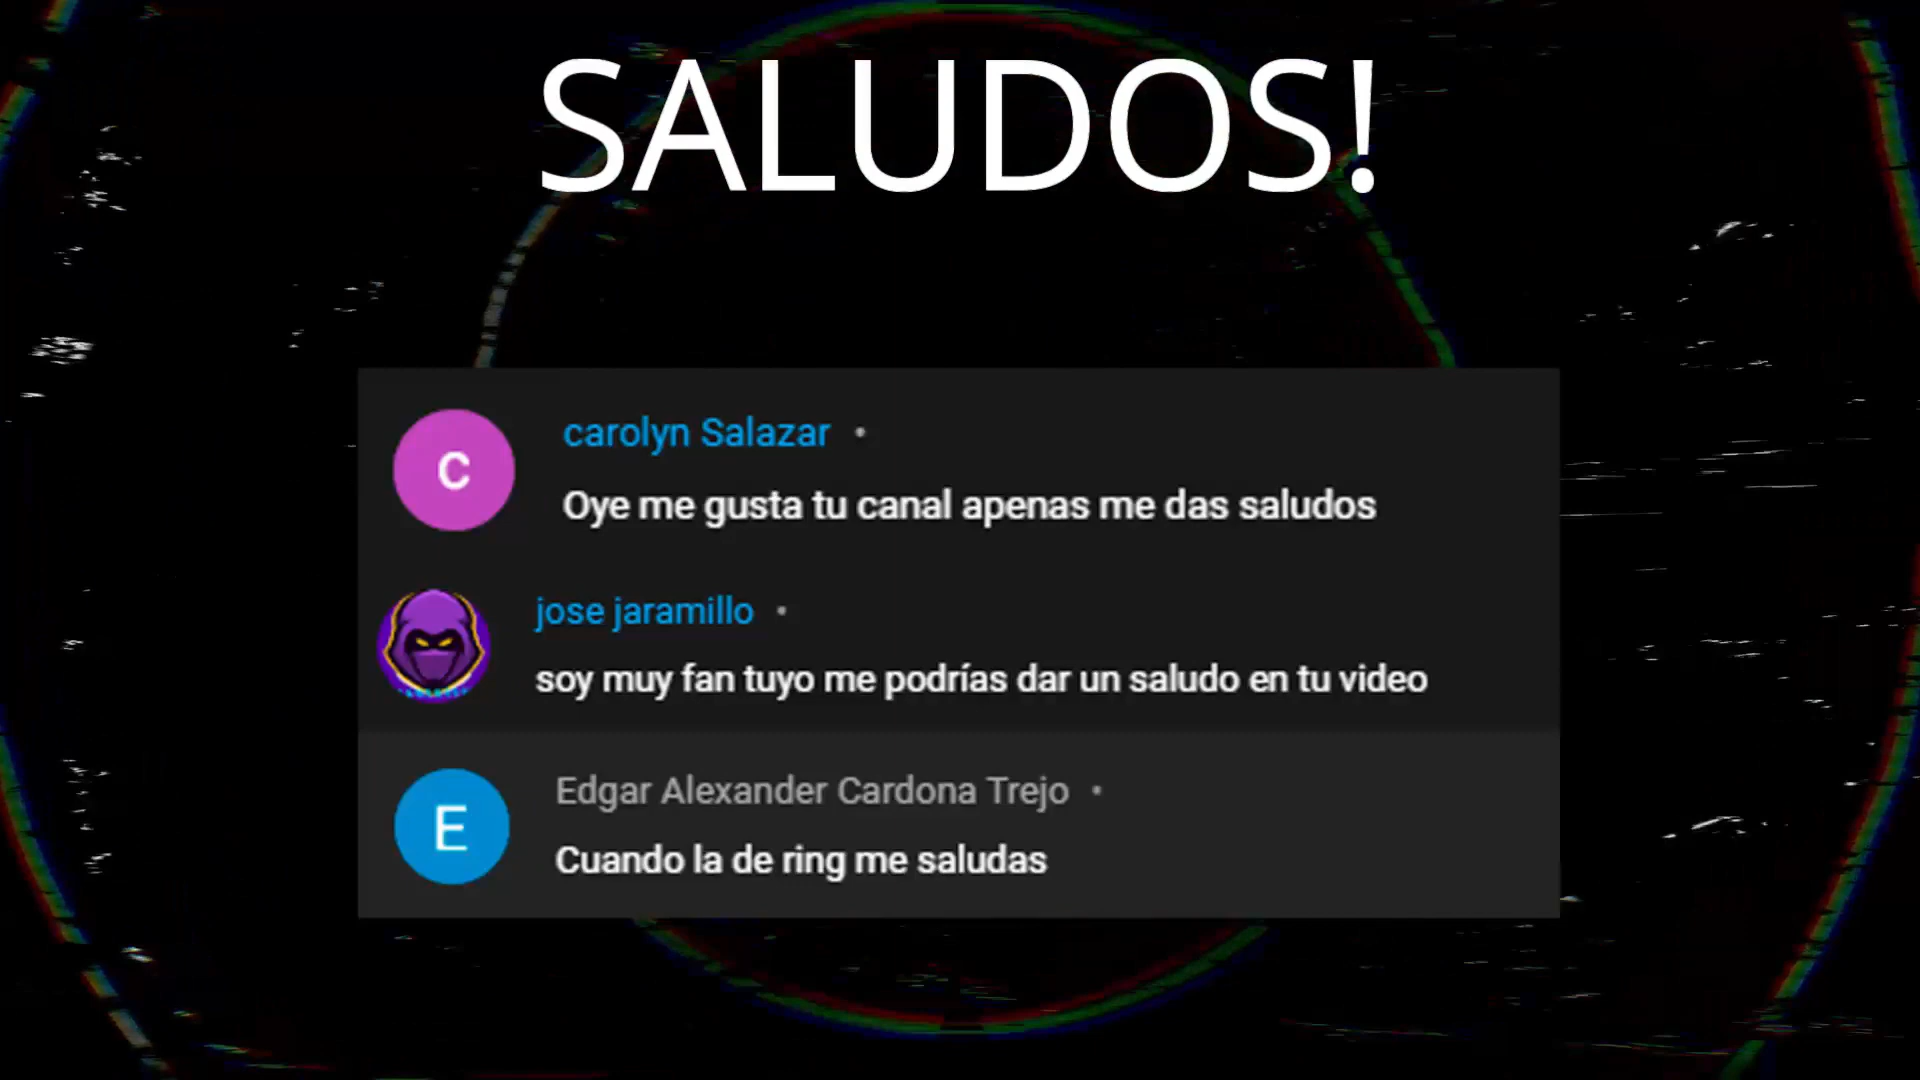 SALUDOS!
C
carolyn Salazar •
Oye me gusta tu canal apenas me das saludos
jose jaramillo •
soy muy fan tuyo me podrías dar un saludo en tu video
E
Edgar Alexander Cardona Trejo •
Cuando la de ring me saludas